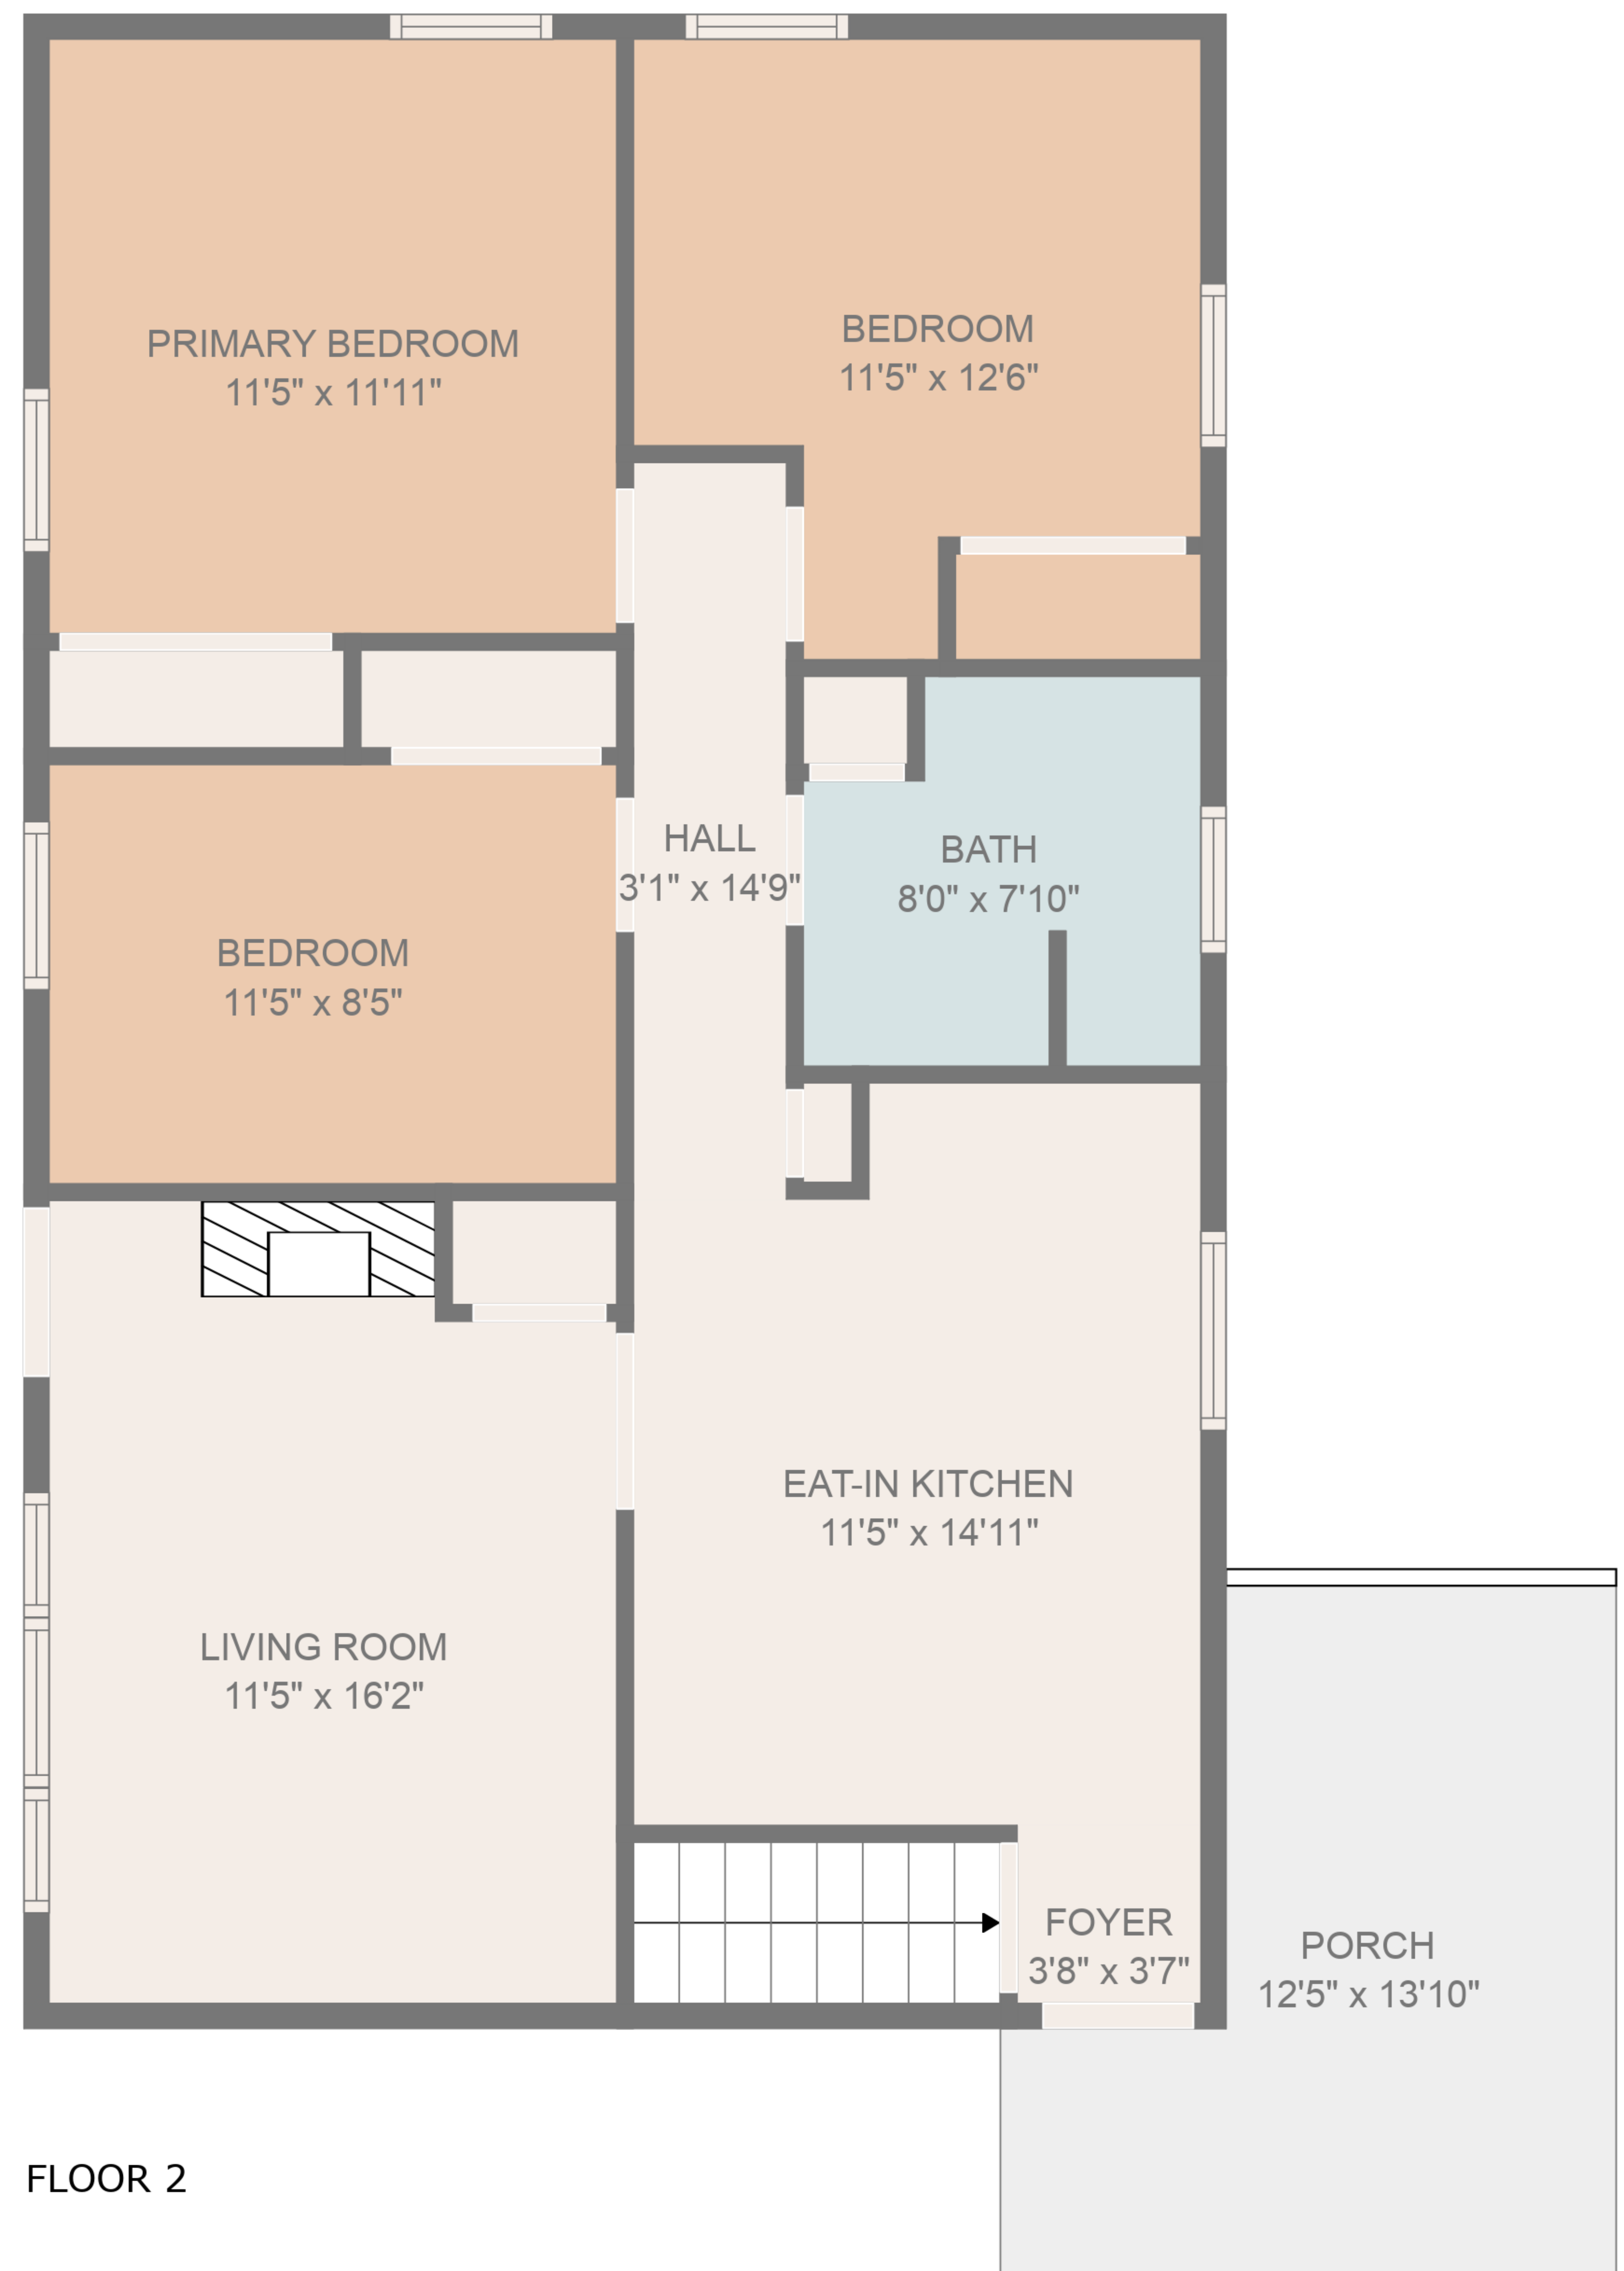 PRIMARY BEDROOM
11'5" x 11'11"
BEDROOM
11'5" x 12'6"
HALL
3'1" x 14'9"
BATH
8'0" x 7'10"
BEDROOM
11'5" x 8'5"
EAT-IN KITCHEN
11'5" x 14'11"
LIVING ROOM
11'5" x 16'2"
FOYER
3'8" x 3'7"
PORCH
12'5" x 13'10"
FLOOR 2